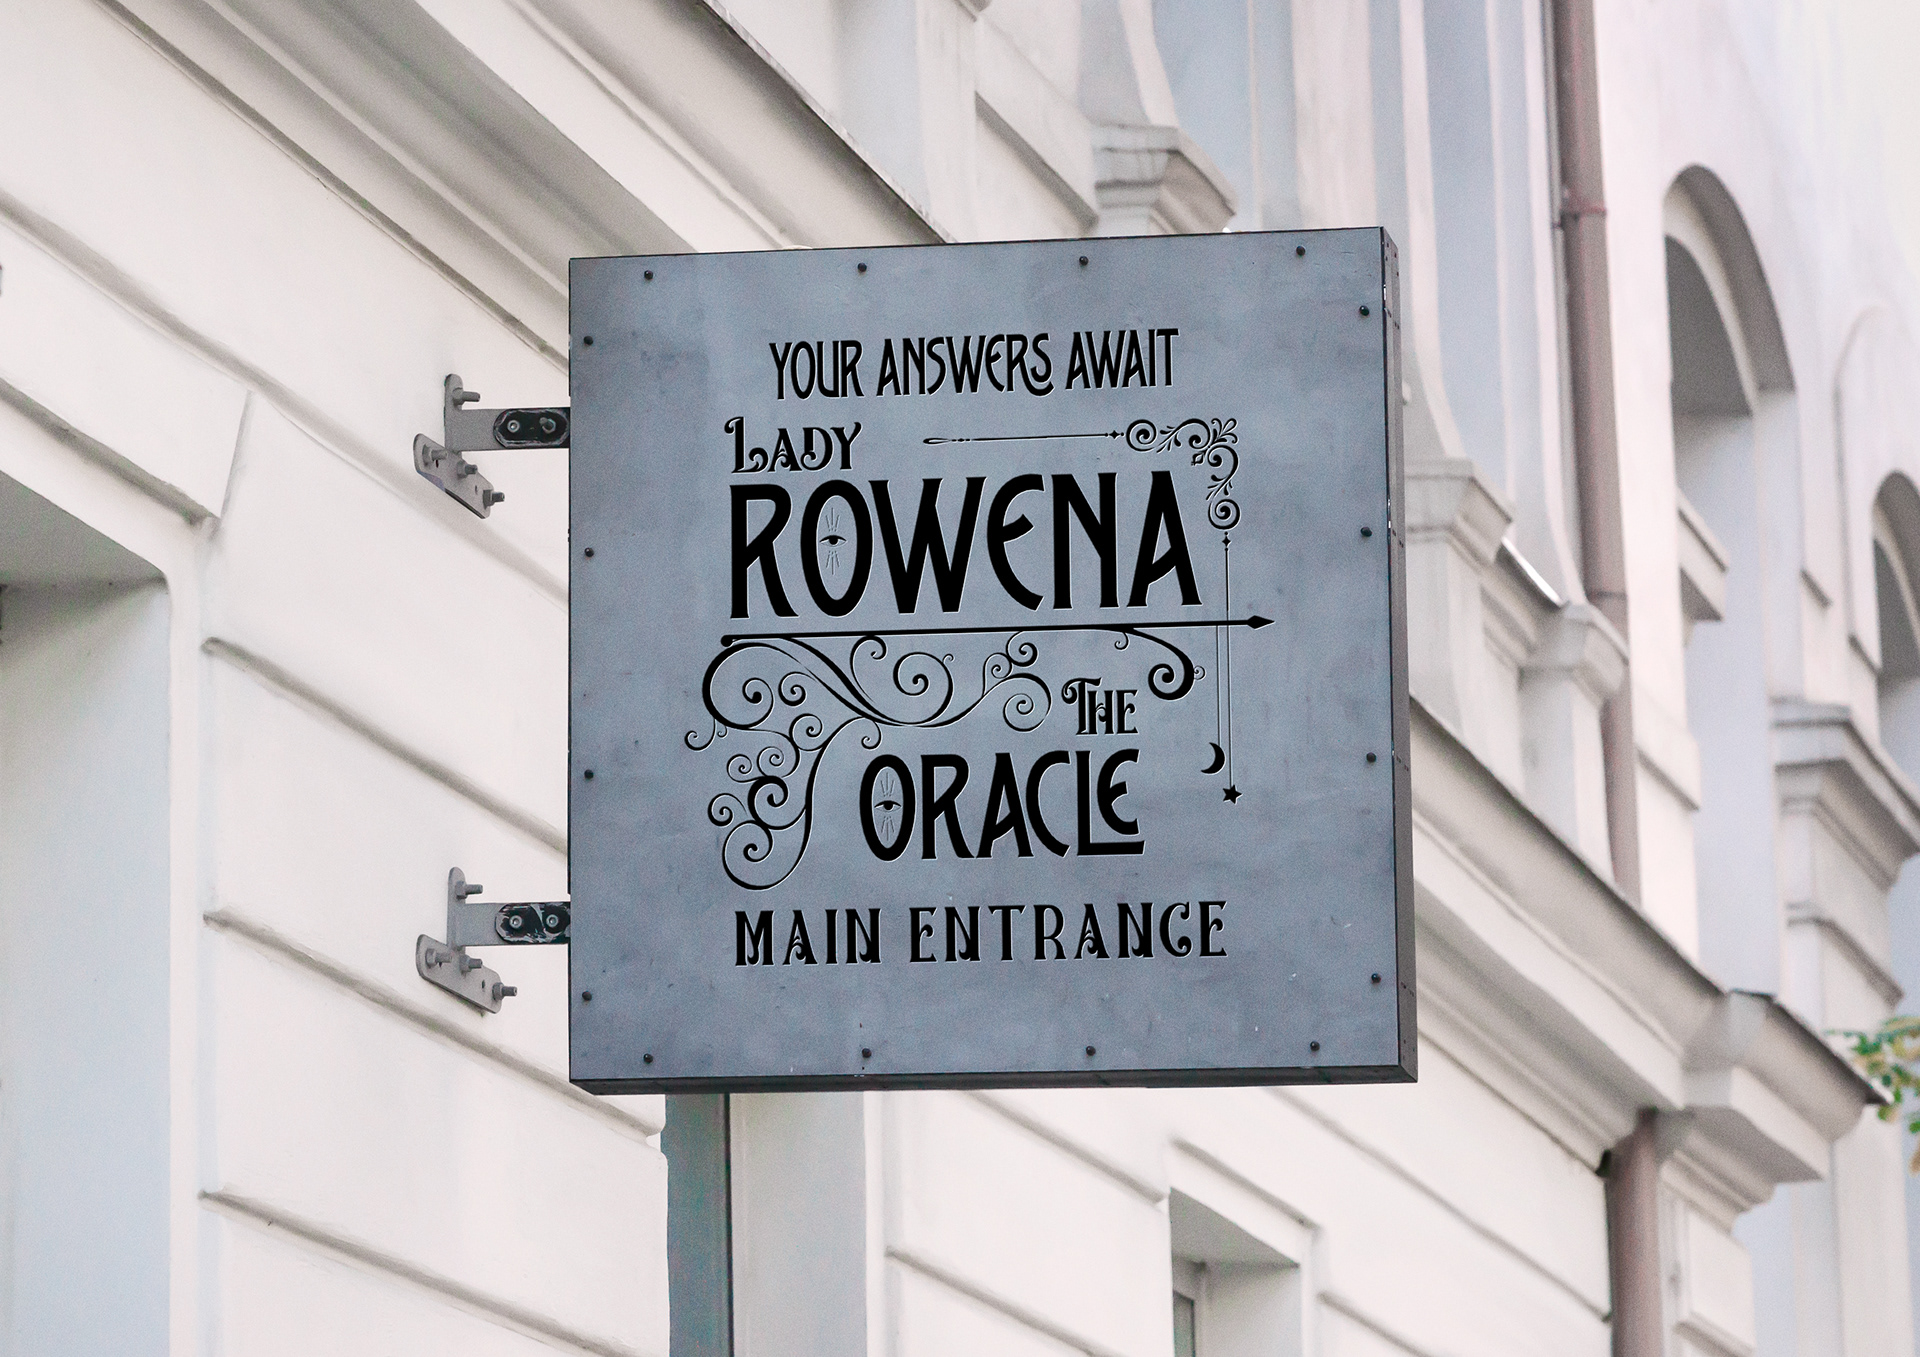 YOUR ANSWERS AWAIT
LADY
ROWENA
THE
ORACLE
MAIN ENTRANCE